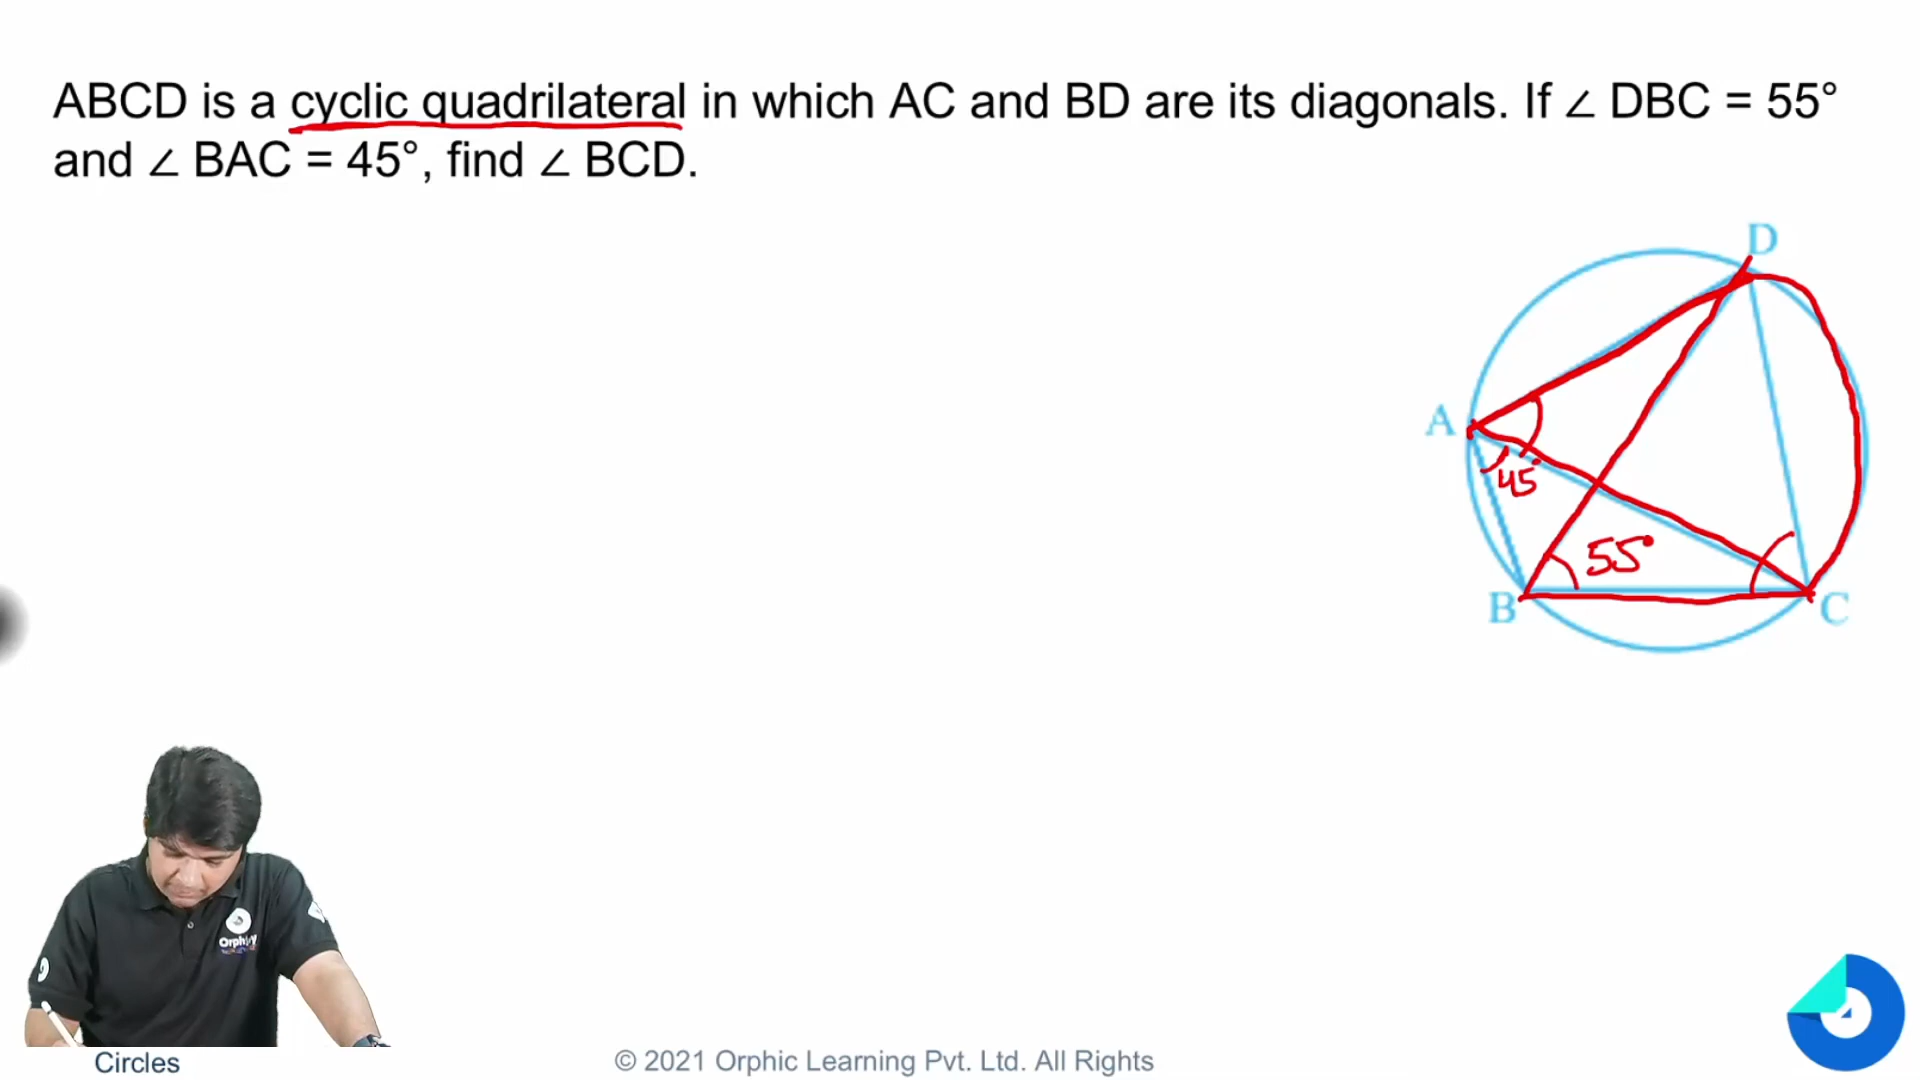 ABCD is a cyclic quadrilateral in which AC and BD are its diagonals. If ∠ DBC = 55°
and ∠ BAC = 45°, find ∠ BCD.
D
A
45°
55°
B
C
Circles
© 2021 Orphic Learning Pvt. Ltd. All Rights